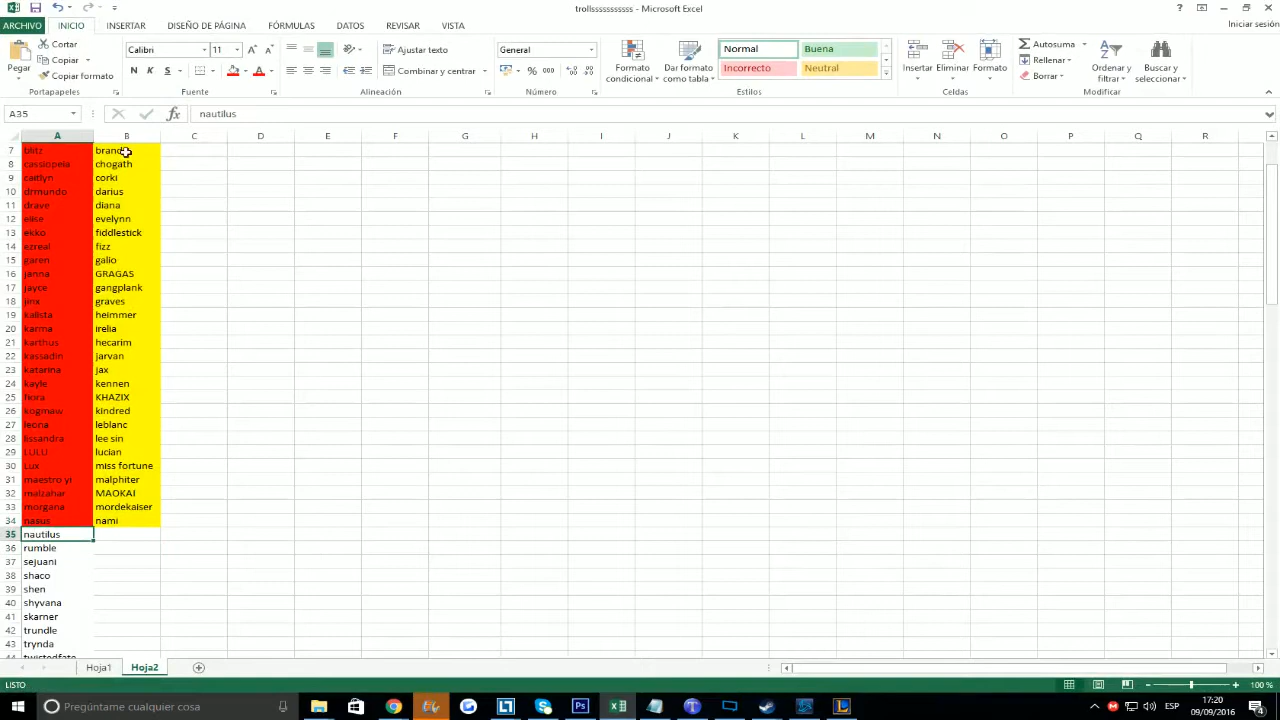 trollsssssssssss - Microsoft Excel
Iniciar sesión
ARCHIVO INICIO INSERTAR DISEÑO DE PÁGINA FÓRMULAS DATOS REVISAR VISTA
Pegar
Cortar
Copiar
Copiar formato
Portapapeles
Calibri 11
N K S
Fuente
Ajustar texto
Combinar y centrar
Alineación
General
% 000
Número
Dar formato condicional
Dar formato como tabla
Normal Buena
Incorrecto Neutral
Estilos
Insertar Eliminar Formato
Celdas
Autosuma
Rellenar
Borrar
Ordenar y filtrar
Buscar y seleccionar
Modificar
A35 fx nautilus
A B C D E F G H I J K L M N O P Q R
7 blitz brand
8 cassiopeia chogath
9 caitlyn corki
10 drmundo darius
11 drave diana
12 elise evelynn
13 ekko fiddlestick
14 ezreal fizz
15 garen galio
16 janna GRAGAS
17 jayce gangplank
18 jinx graves
19 kalista heimmer
20 karma irelia
21 karthus hecarim
22 kassadin jarvan
23 katarina jax
24 kayle kennen
25 fiora KHAZIX
26 kogmaw kindred
27 leona leblanc
28 lissandra lee sin
29 LULU lucian
30 Lux miss fortune
31 maestro yi malphiter
32 malzahar MAOKAI
33 morgana mordekaiser
34 nasus nami
35 nautilus
36 rumble
37 sejuani
38 shaco
39 shen
40 shyvana
41 skarner
42 trundle
43 trynda
44 twistedfate
Hoja1 Hoja2
LISTO 100 %
Pregúntame cualquier cosa
ESP
17:20
09/09/2016